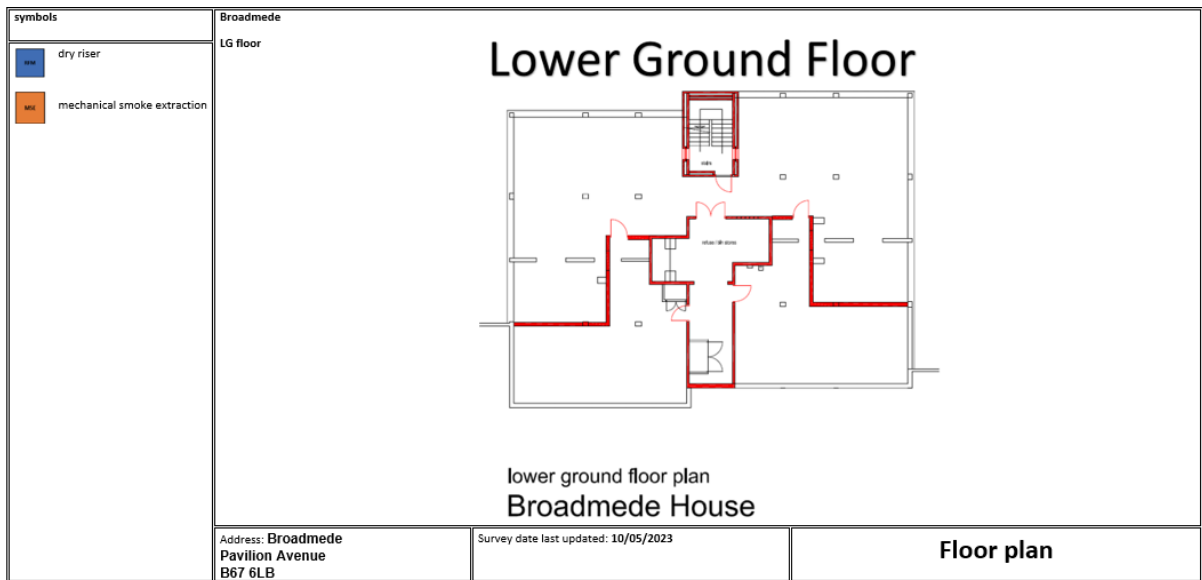 symbols
dry riser
MSE
mechanical smoke extraction
Broadmede
LG floor
Lower Ground Floor
lower ground floor plan
Broadmede House
Address: Broadmede
Pavilion Avenue
B67 6LB
Survey date last updated: 10/05/2023
Floor plan